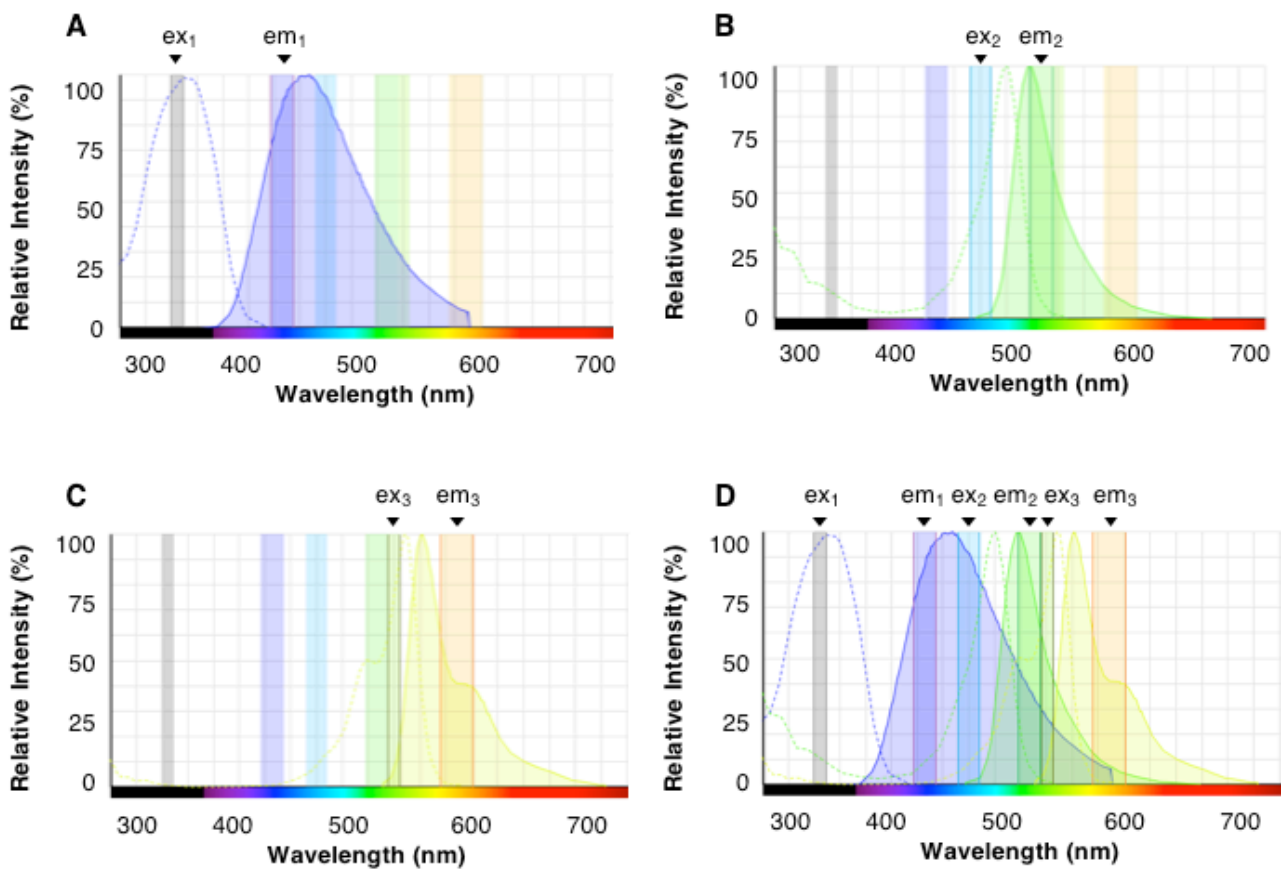 A
ex₁ em₁
Relative Intensity (%)
100
75
50
25
0
300 400 500 600 700
Wavelength (nm)
B
ex₂ em₂
Relative Intensity (%)
100
75
50
25
0
300 400 500 600 700
Wavelength (nm)
C
ex₃ em₃
Relative Intensity (%)
100
75
50
25
0
300 400 500 600 700
Wavelength (nm)
D
ex₁ em₁ ex₂ em₂ ex₃ em₃
Relative Intensity (%)
100
75
50
25
0
300 400 500 600 700
Wavelength (nm)